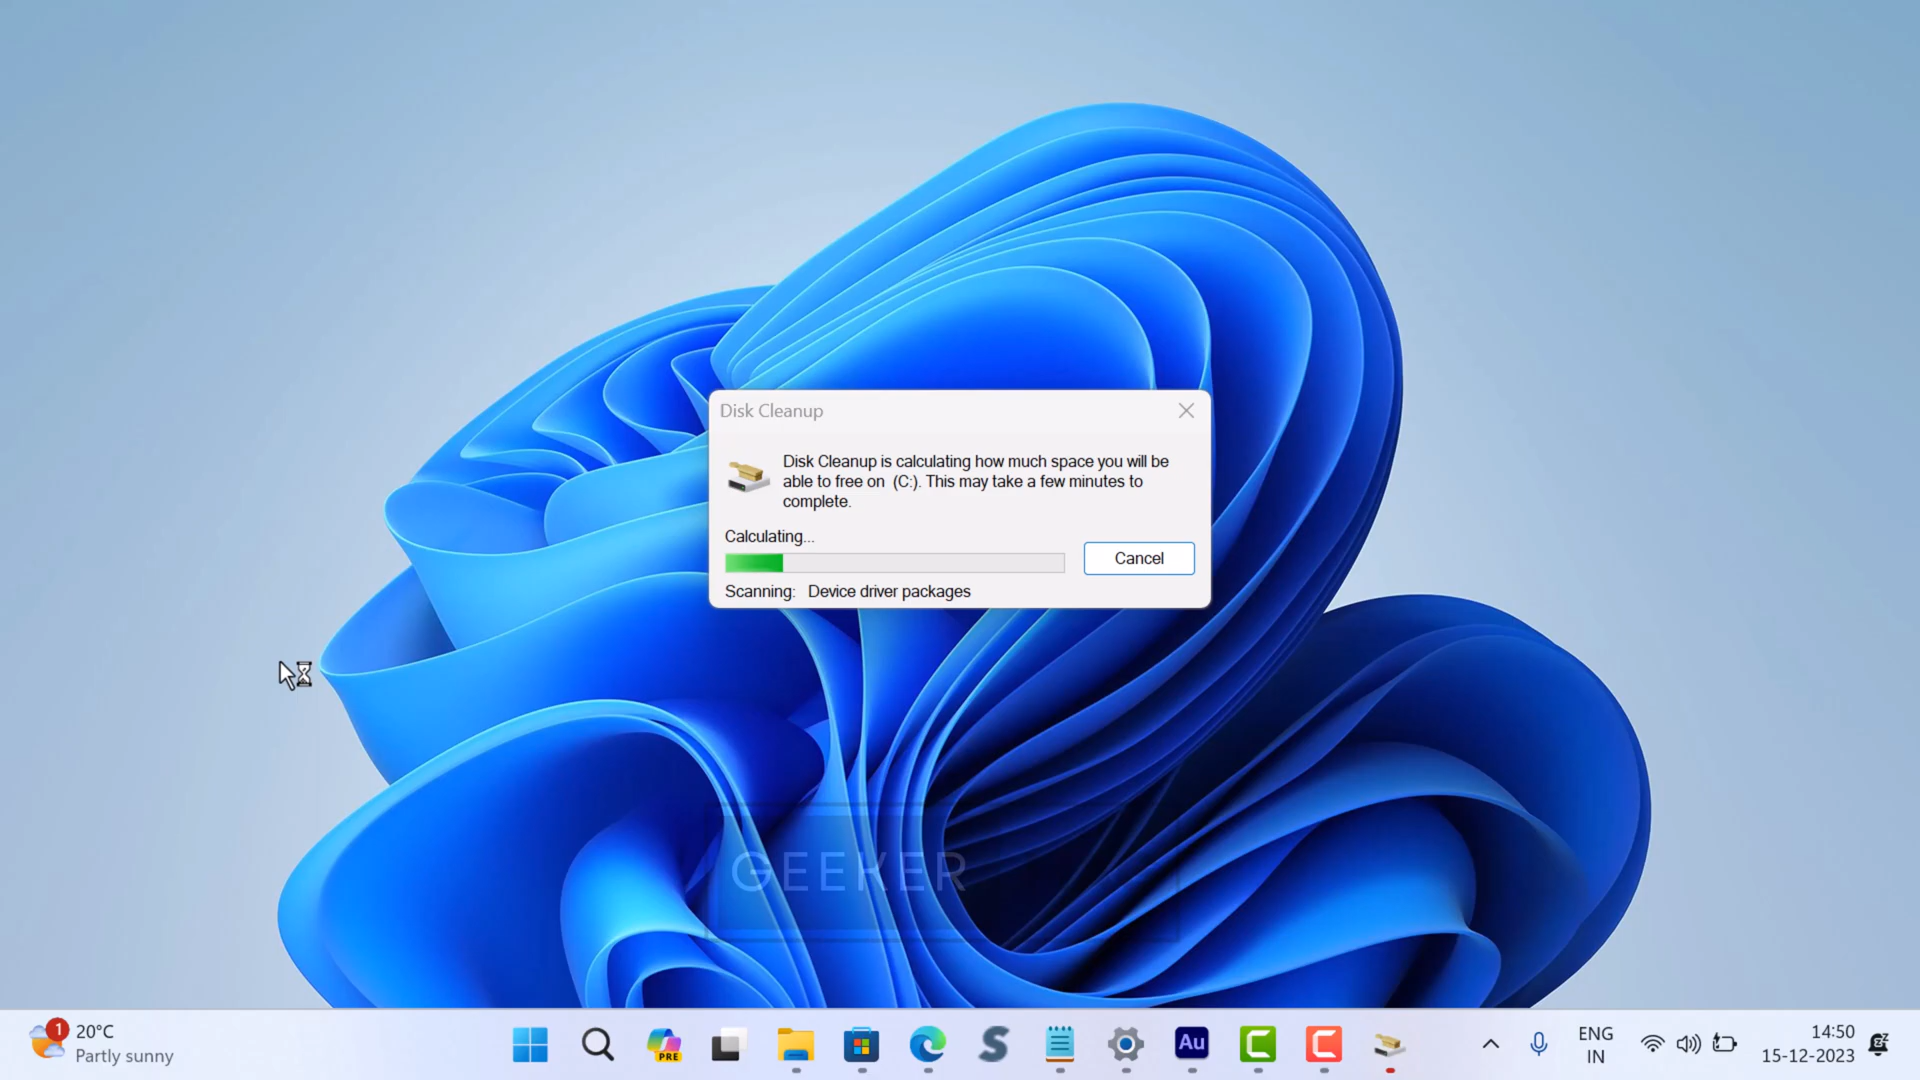 Disk Cleanup
Disk Cleanup is calculating how much space you will be
able to free on (C:). This may take a few minutes to
complete.
Calculating...
Cancel
Scanning: Device driver packages
GEEKER
1
20°C
Partly sunny
PRE
Au
ENG
IN
14:50
15-12-2023